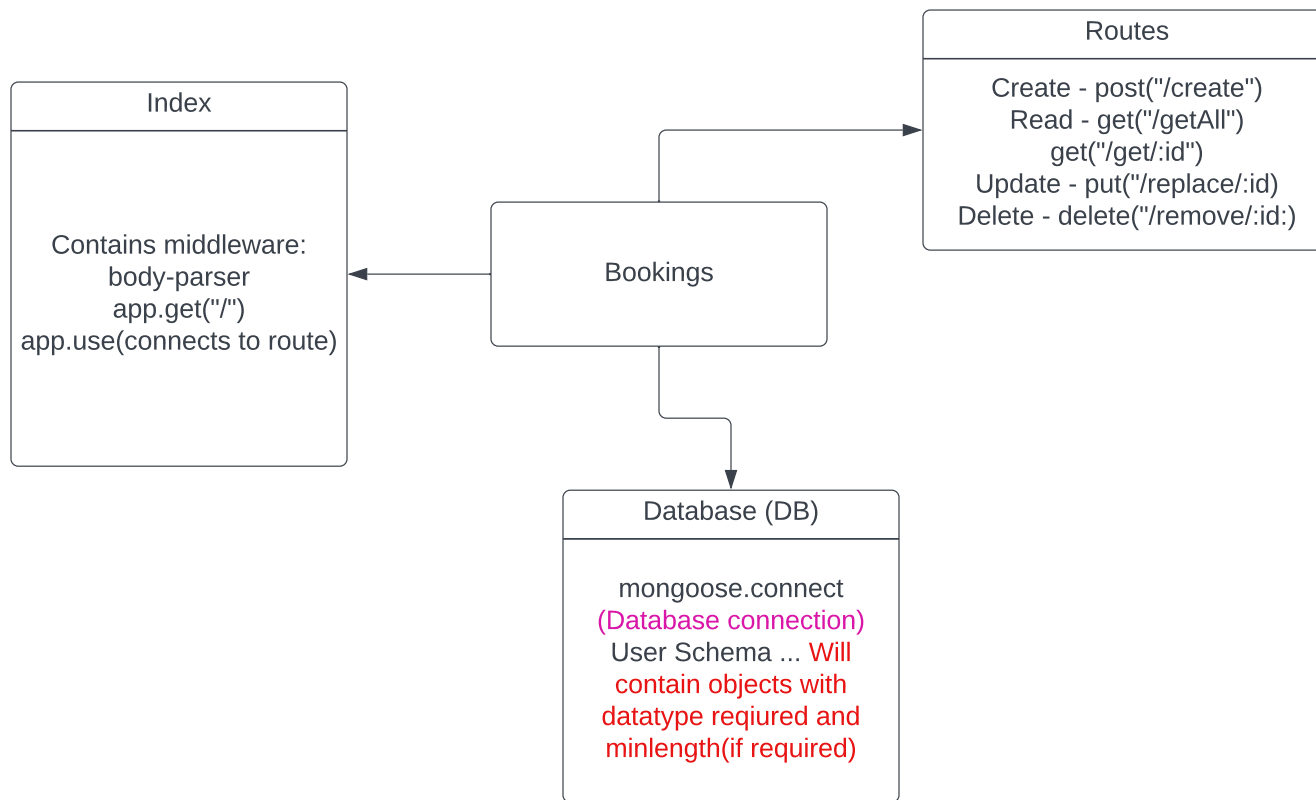 Routes
Create - post("/create")
Read - get("/getAll")
get("/get/:id")
Update - put("/replace/:id)
Delete - delete("/remove/:id:)
Index
Contains middleware:
body-parser
app.get("/")
app.use(connects to route)
Bookings
Database (DB)
mongoose.connect
(Database connection)
User Schema ... Will
contain objects with
datatype reqiured and
minlength(if required)